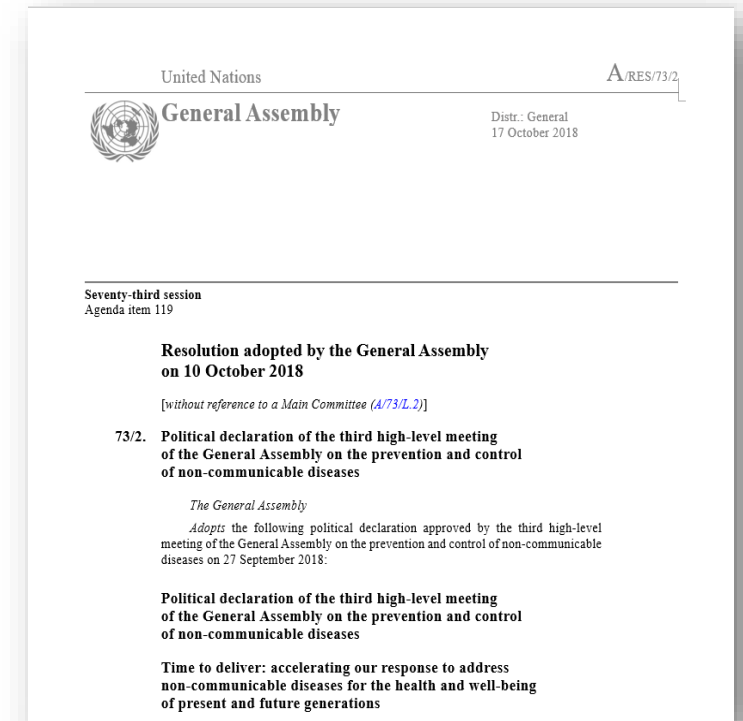 United Nations
A/RES/73/2
General Assembly
Distr.: General
17 October 2018
Seventy-third session
Agenda item 119
Resolution adopted by the General Assembly
on 10 October 2018
[without reference to a Main Committee (A/73/L.2)]
73/2. Political declaration of the third high-level meeting
of the General Assembly on the prevention and control
of non-communicable diseases
The General Assembly
Adopts the following political declaration approved by the third high-level
meeting of the General Assembly on the prevention and control of non-communicable
diseases on 27 September 2018:
Political declaration of the third high-level meeting
of the General Assembly on the prevention and control
of non-communicable diseases
Time to deliver: accelerating our response to address
non-communicable diseases for the health and well-being
of present and future generations